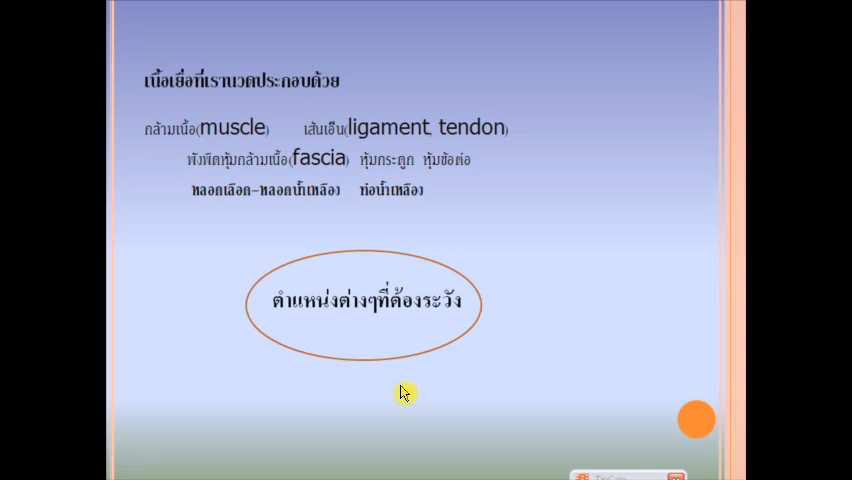 เนื้อเยื่อที่เรานวดประกอบด้วย
กล้ามเนื้อ(muscle) เส้นเอ็น(ligament, tendon)
พังผืดหุ้มกล้ามเนื้อ(fascia) หุ้มกระดูก หุ้มข้อต่อ
หลอดเลือด-หลอดน้ำเหลือง ท่อน้ำเหลือง
ตำแหน่งต่างๆที่ต้องระวัง